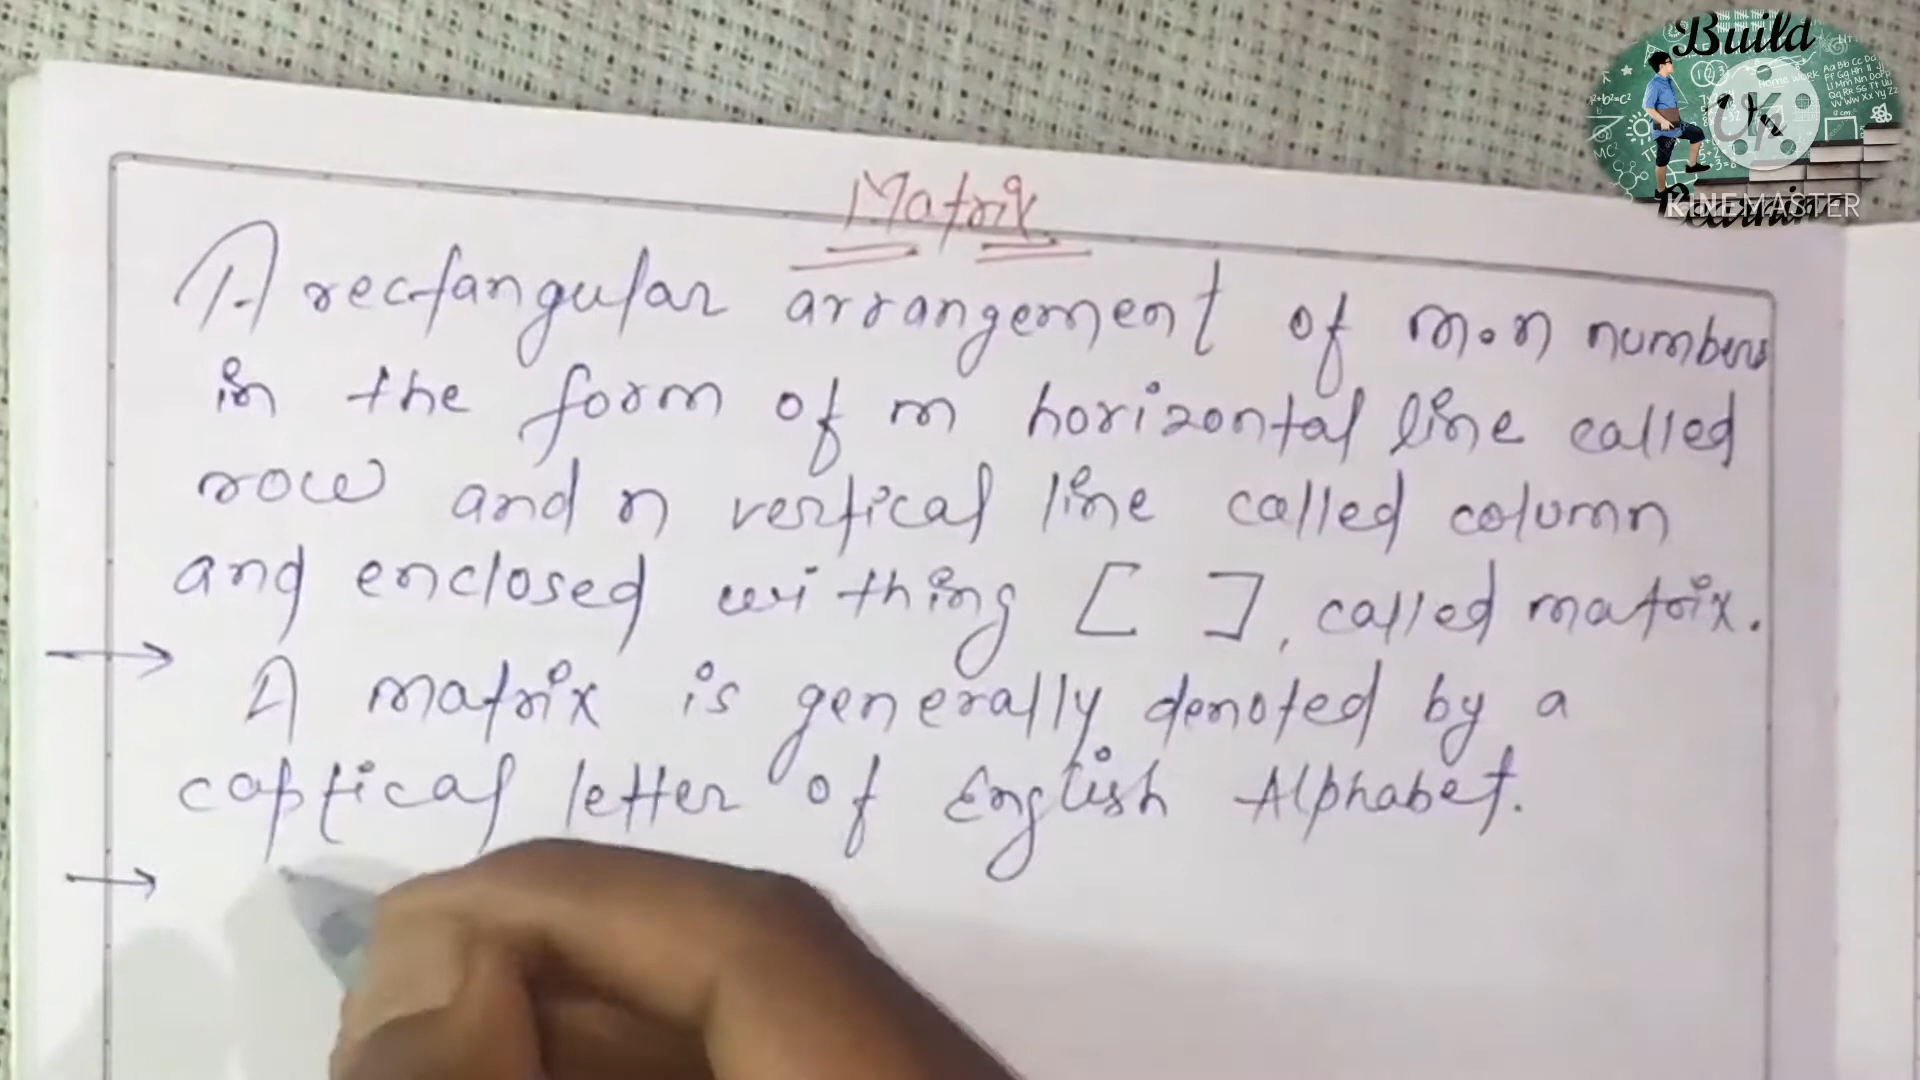 Build
KINEMASTER
Matrix
A rectangular arrangement of m.n numbers
in the form of m horizontal line called
row and n vertical line called column
and enclosed withing [ ], called matrix.
A matrix is generally denoted by a
captical letter of English Alphabet.